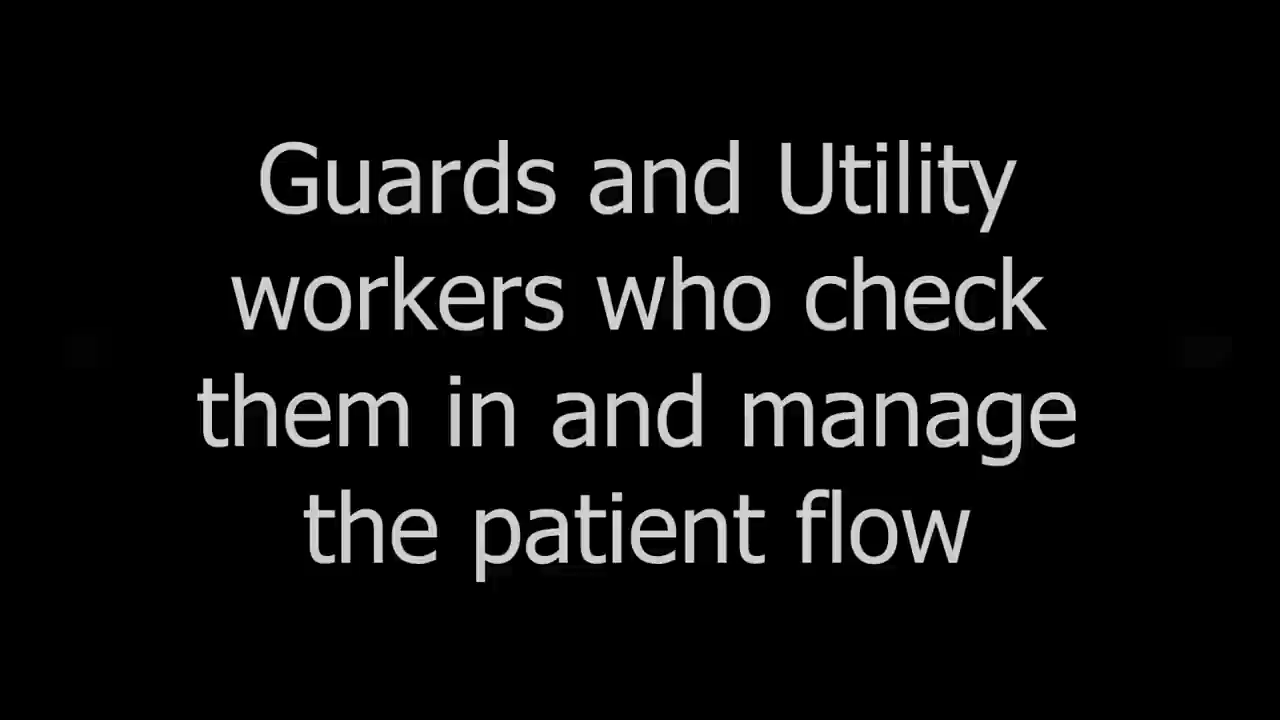 Guards and Utility
workers who check
them in and manage
the patient flow